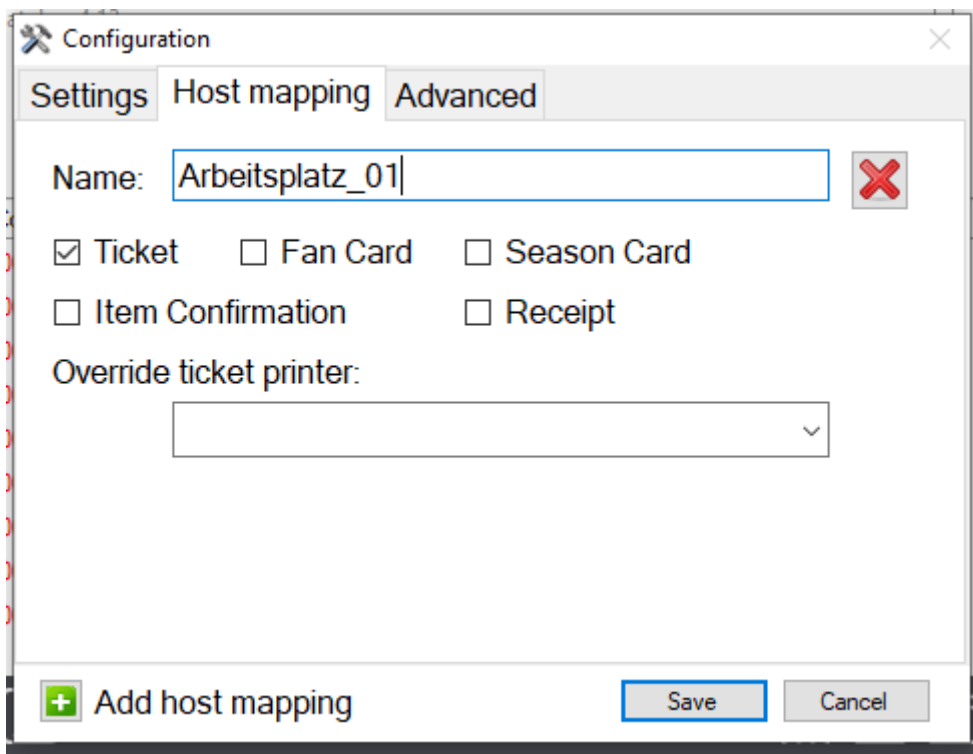 Configuration
Settings Host mapping Advanced
Name: Arbeitsplatz_01
Ticket Fan Card Season Card
Item Confirmation Receipt
Override ticket printer:
Add host mapping Save Cancel